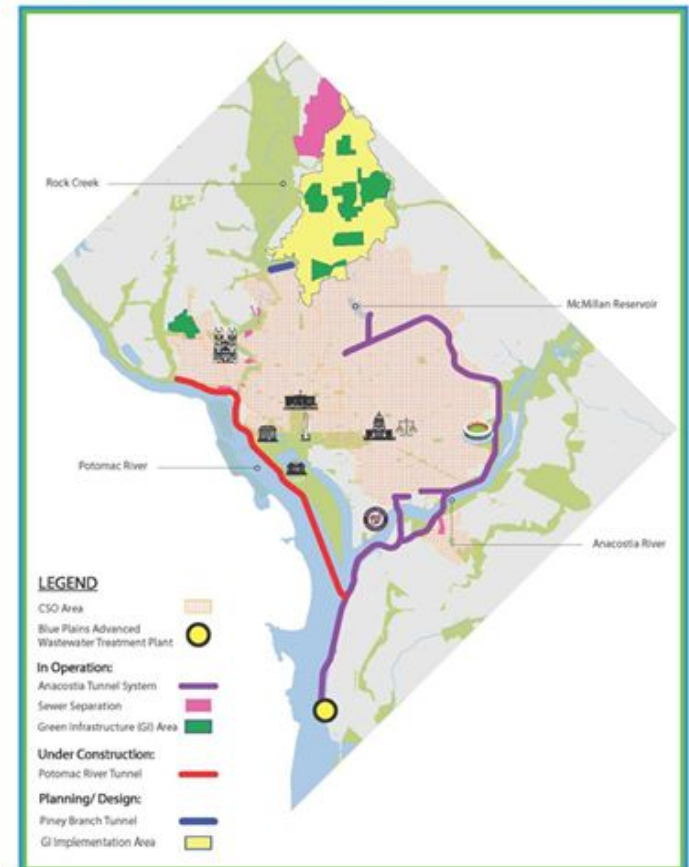 Rock Creek
McMillan Reservoir
Potomac River
Anacostia River
LEGEND
CSO Area
Blue Plains Advanced
Wastewater Treatment Plant
In Operation:
Anacostia Tunnel System
Sewer Separation
Green Infrastructure (GI) Area
Under Construction:
Potomac River Tunnel
Planning/ Design:
Piney Branch Tunnel
GI Implementation Area